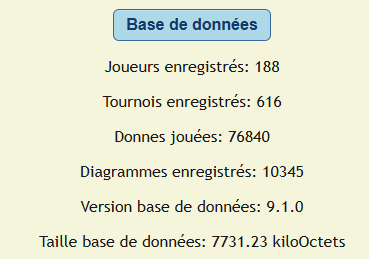 Base de données
Joueurs enregistrés: 188
Tournois enregistrés: 616
Donnes jouées: 76840
Diagrammes enregistrés: 10345
Version base de données: 9.1.0
Taille base de données: 7731.23 kiloOctets